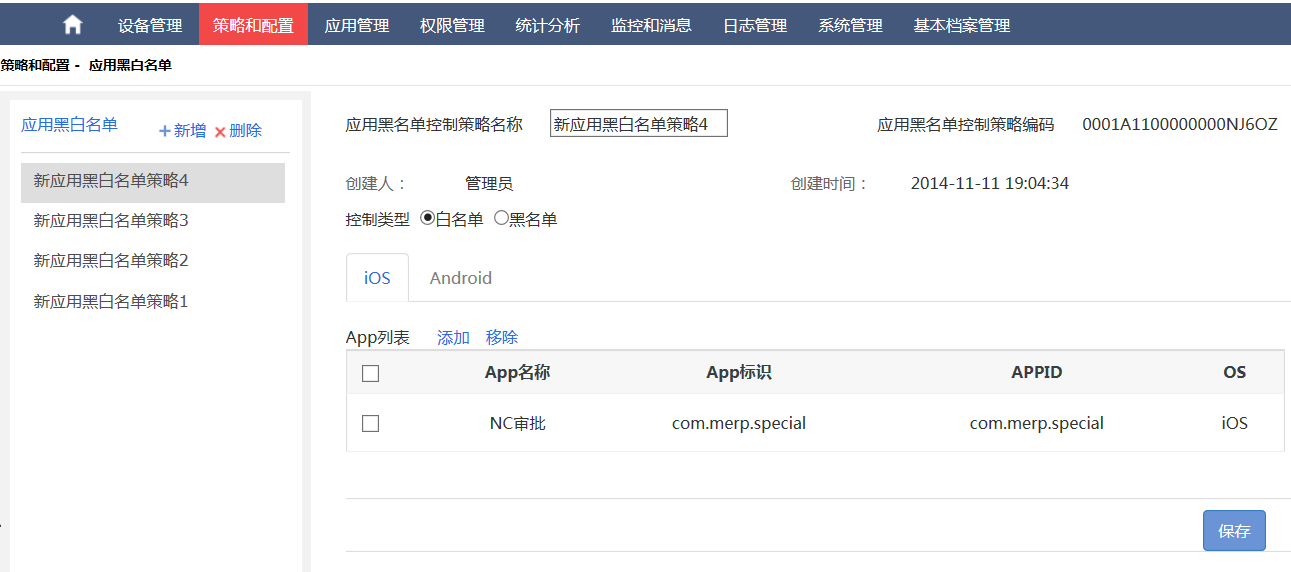 设备管理 策略和配置 应用管理 权限管理 统计分析 监控和消息 日志管理 系统管理 基本档案管理
策略和配置 - 应用黑白名单
应用黑白名单 +新增 ×删除
新应用黑白名单策略4
新应用黑白名单策略3
新应用黑白名单策略2
新应用黑白名单策略1
应用黑名单控制策略名称 新应用黑白名单策略4 应用黑名单控制策略编码 0001A1100000000NJ6OZ
创建人： 管理员 创建时间： 2014-11-11 19:04:34
控制类型 白名单 黑名单
iOS Android
App列表 添加 移除
App名称 App标识 APPID OS
NC审批 com.merp.special com.merp.special iOS
保存